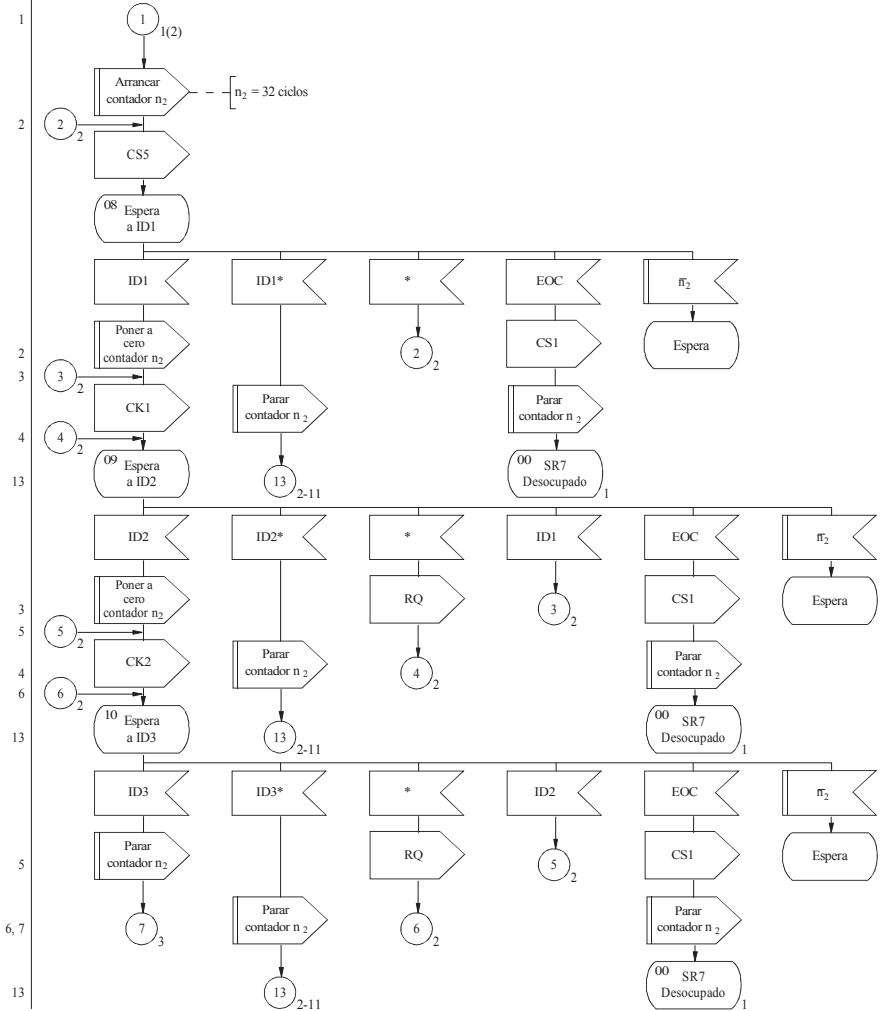 1
1
1(2)
Arrancar
contador n2
n2 = 32 ciclos
2
2
2
CS5
08 Espera
a ID1
ID1
ID1*
*
EOC
n2
Poner a
cero
contador n2
2
2
CS1
Espera
2
3
3
2
CK1
Parar
contador n 2
Parar
contador n 2
4
4
2
09 Espera
a ID2
13
13
2-11
00 SR7
Desocupado
1
ID2
ID2*
*
ID1
EOC
n2
Poner a
cero
contador n2
RQ
3
2
CS1
Espera
3
5
5
2
CK2
Parar
contador n 2
4
2
Parar
contador n 2
4
6
6
2
10 Espera
a ID3
13
13
2-11
00 SR7
Desocupado
1
ID3
ID3*
*
ID2
EOC
n2
Parar
contador n2
RQ
5
2
CS1
Espera
5
6, 7
7
3
Parar
contador n 2
6
2
Parar
contador n 2
13
13
2-11
00 SR7
Desocupado
1